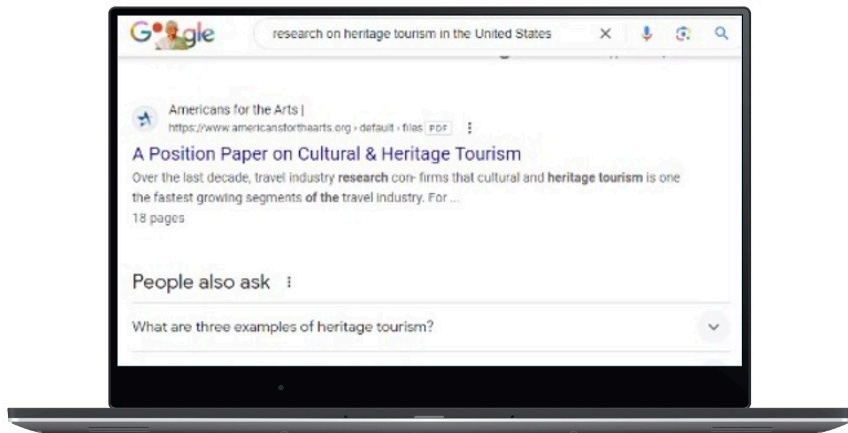 G gle
research on heritage tourism in the United States
Americans for the Arts |
https://www.americansforthearts.org › default › files PDF
A Position Paper on Cultural & Heritage Tourism
Over the last decade, travel industry research con- firms that cultural and heritage tourism is one
the fastest growing segments of the travel industry. For ...
18 pages
People also ask
What are three examples of heritage tourism?